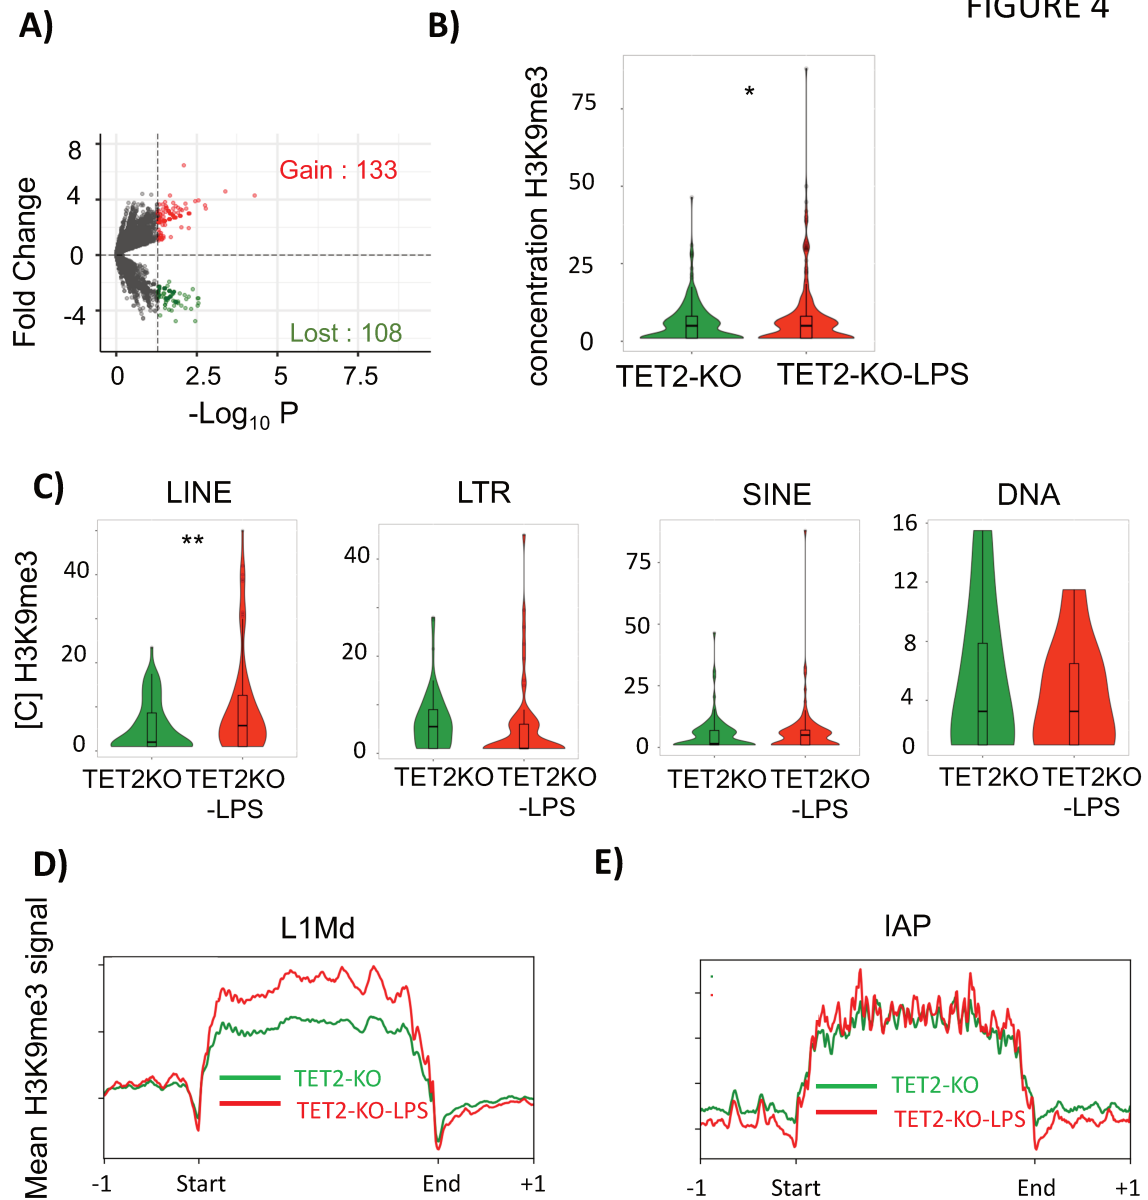 FIGURE 4
A)
B)
Fold Change
8
4
0
-4
Gain : 133
Lost : 108
0 2.5 5 7.5
-Log10 P
concentration H3K9me3
75
50
25
0
*
TET2-KO TET2-KO-LPS
C)
LINE LTR SINE DNA
[C] H3K9me3
40
20
0
**
TET2KO TET2KO
-LPS
40
20
0
TET2KO TET2KO
-LPS
75
50
25
0
TET2KO TET2KO
-LPS
16
12
8
4
0
TET2KO TET2KO
-LPS
D)
Mean H3K9me3 signal
L1Md
TET2-KO
TET2-KO-LPS
-1 Start End +1
E)
IAP
TET2-KO
TET2-KO-LPS
-1 Start End +1